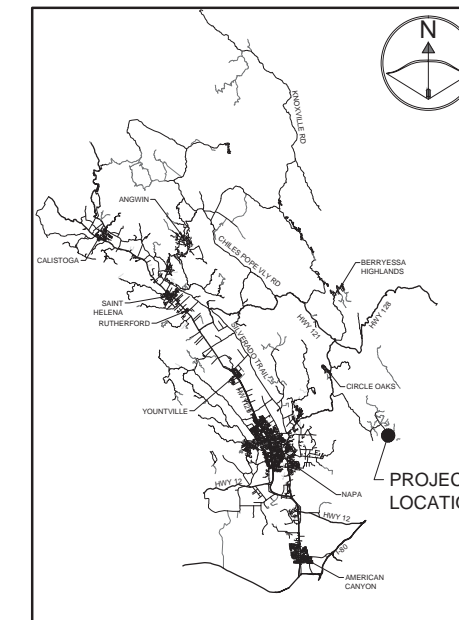 N
KNOXVILLE RD
ANGWIN
CHILES POPE VLY RD
CALISTOGA
BERRYESSA
HIGHLANDS
HWY 128
SAINT
HELENA
RUTHERFORD
HWY 121
SILVERADO TRAIL
CIRCLE OAKS
YOUNTVILLE
HWY 29
PROJEC
LOCATIO
HWY 12
NAPA
HWY 12
I-80
AMERICAN
CANYON